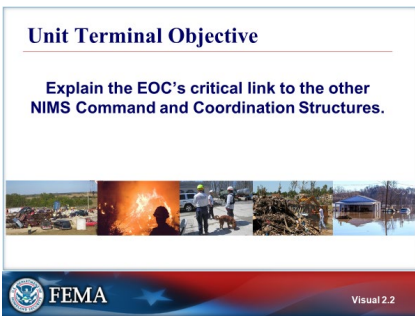 Unit Terminal Objective
Explain the EOC's critical link to the other
NIMS Command and Coordination Structures.
FEMA
Visual 2.2